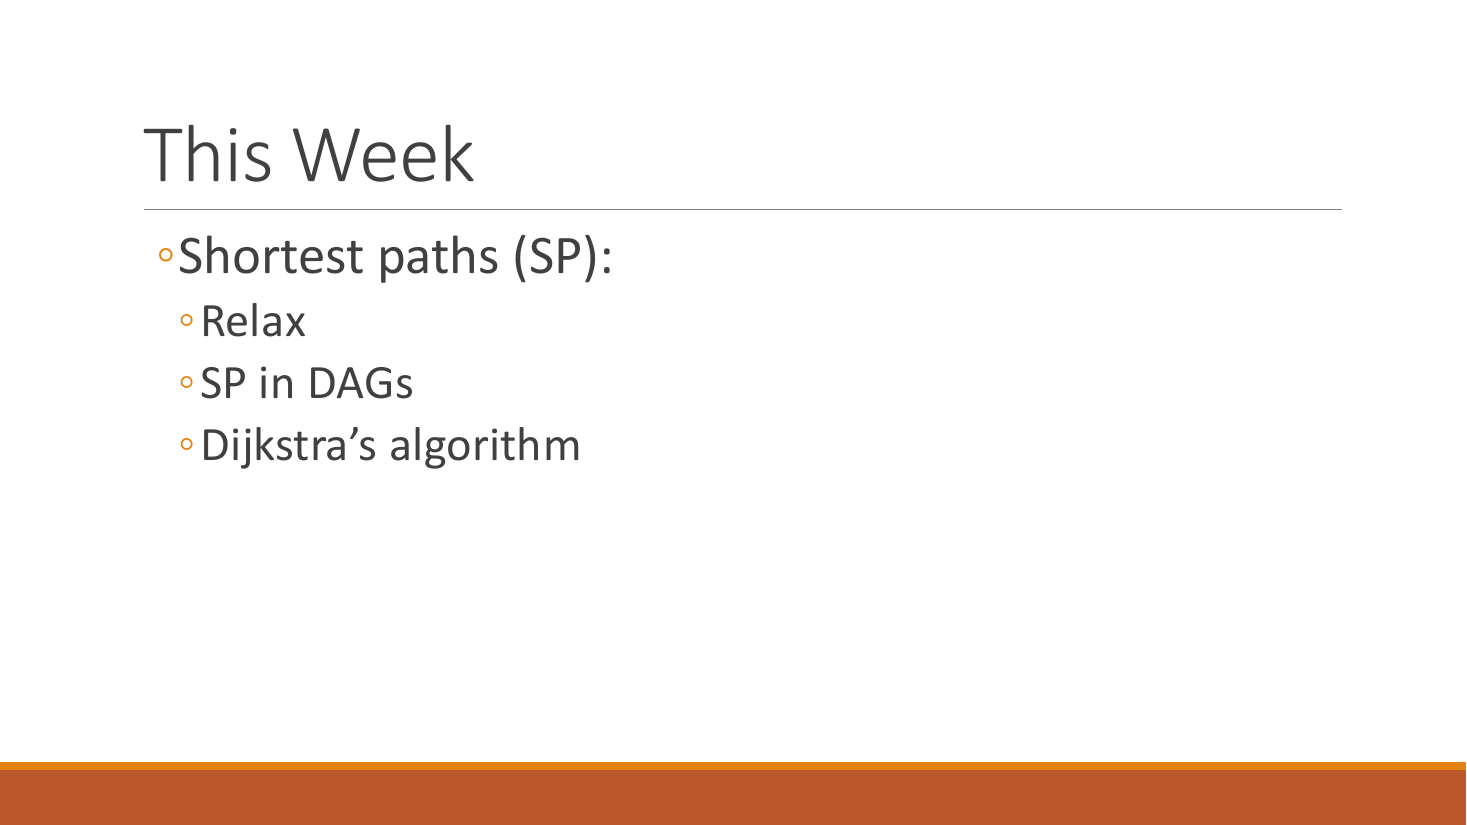 This Week
◦Shortest paths (SP):
◦Relax
◦SP in DAGs
◦Dijkstra’s algorithm